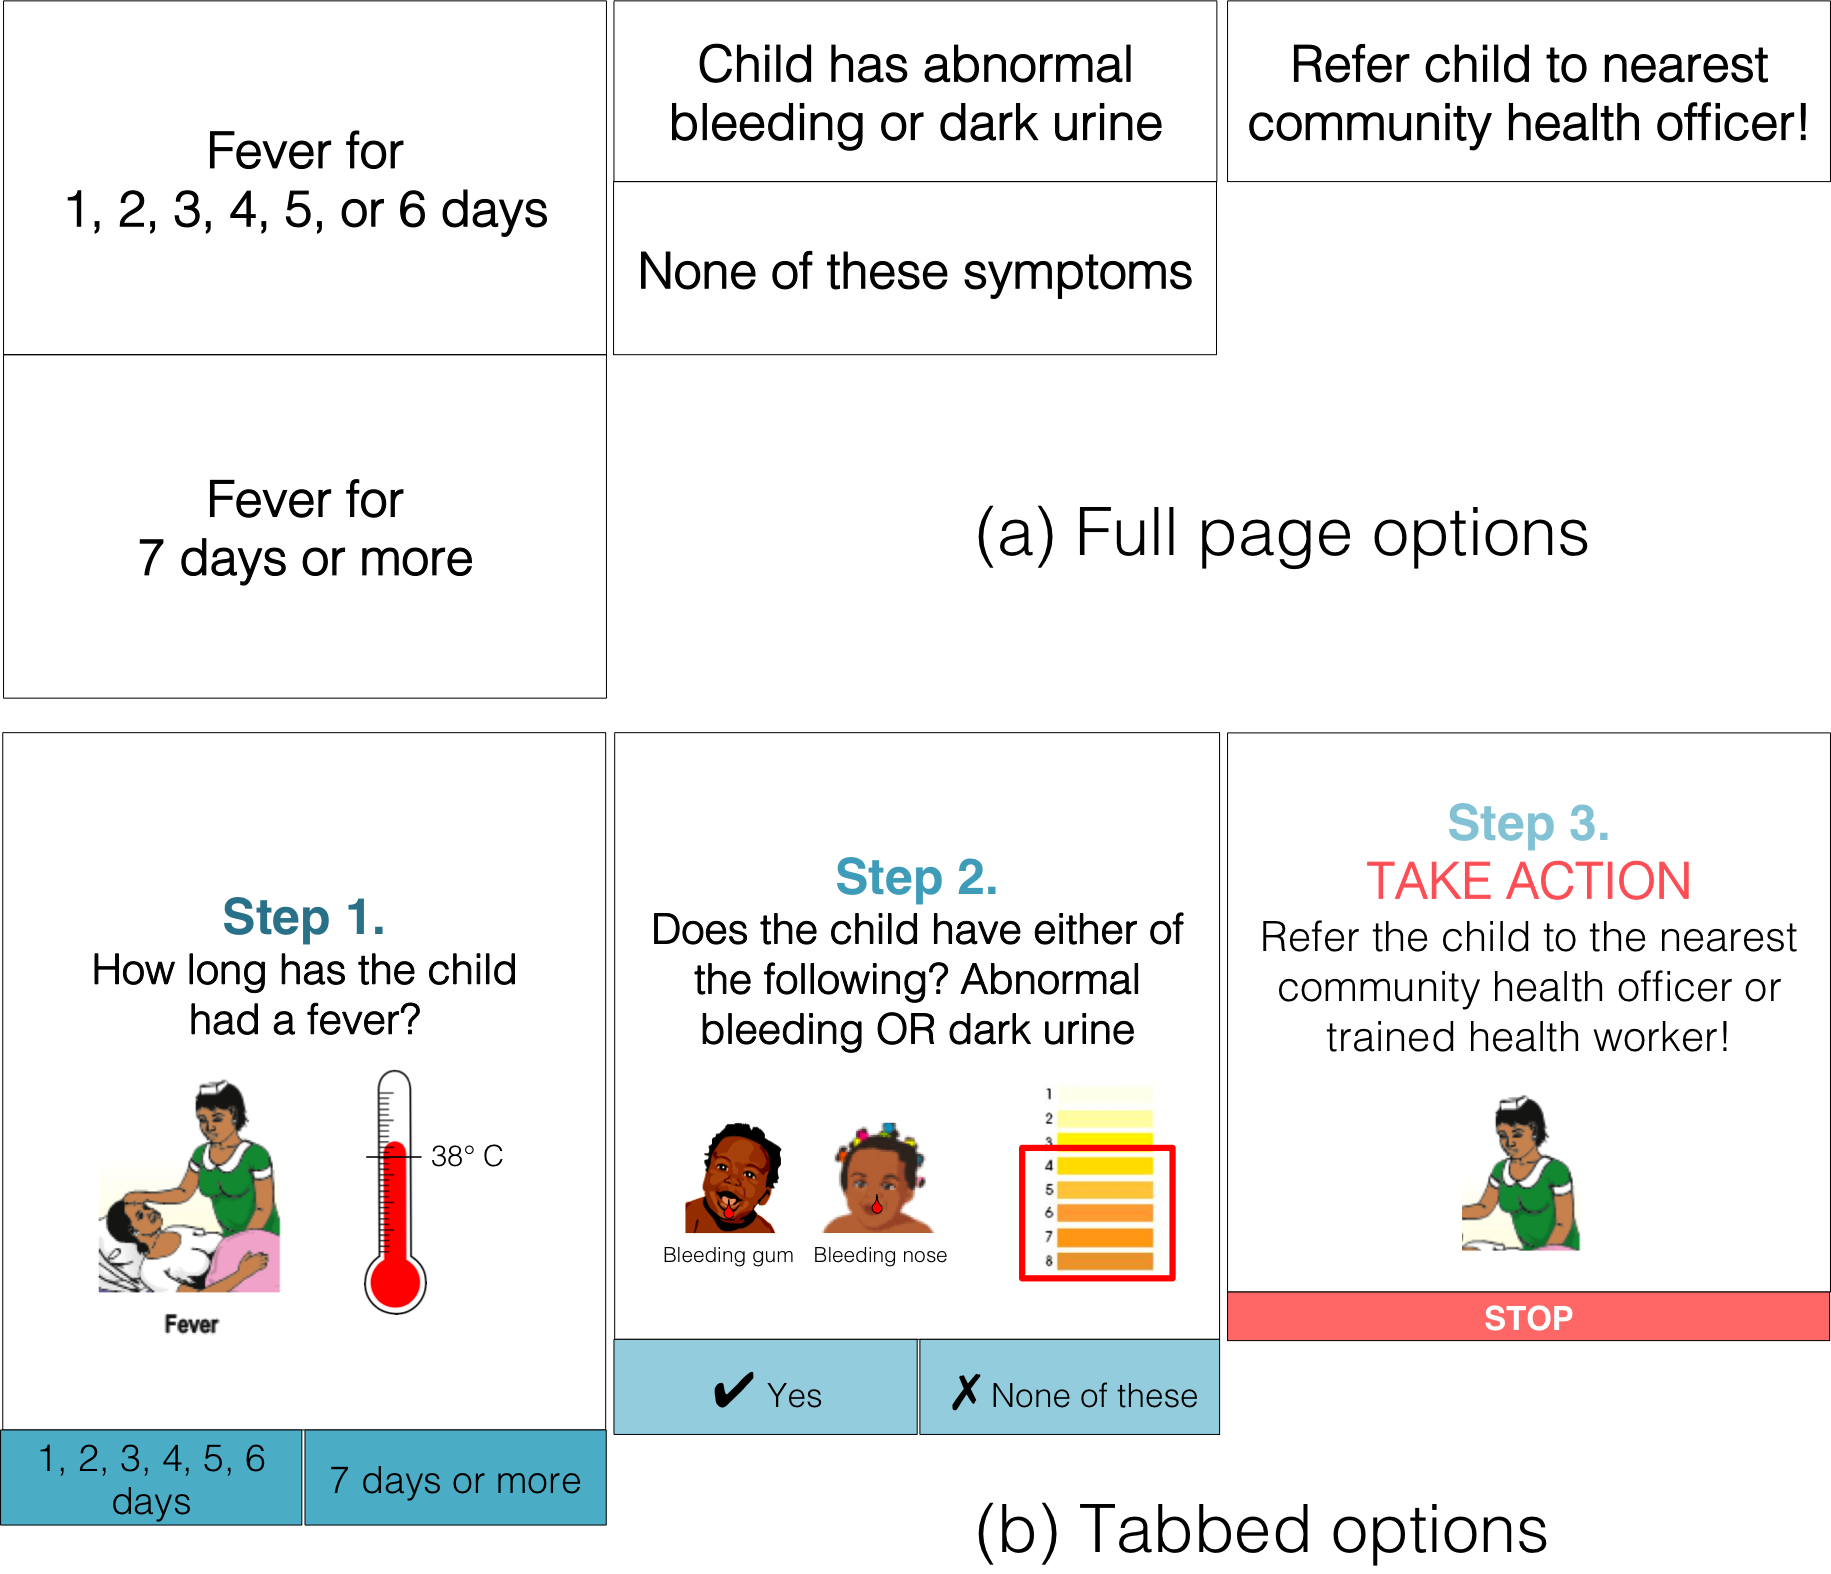 Fever for
1, 2, 3, 4, 5, or 6 days
Child has abnormal
bleeding or dark urine
Refer child to nearest
community health officer!
None of these symptoms
Fever for
7 days or more
(a) Full page options
Step 1.
How long has the child
had a fever?
38° C
Fever
1, 2, 3, 4, 5, 6
days
7 days or more
Step 2.
Does the child have either of
the following? Abnormal
bleeding OR dark urine
Bleeding gum
Bleeding nose
1
2
3
4
5
6
7
8
✔ Yes
✗ None of these
Step 3.
TAKE ACTION
Refer the child to the nearest
community health officer or
trained health worker!
STOP
(b) Tabbed options